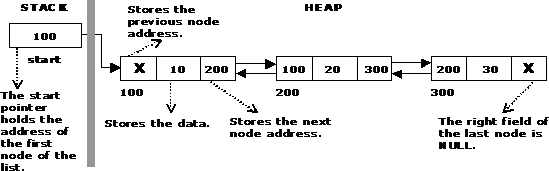 STACK
HEAP
Stores the
previous node
address.
100
start
X 10 200
100 20 300
200 30 X
100
200
300
The start
pointer
holds the
address of
the first
node of the
list.
Stores the data.
Stores the next
node address.
The right field of
the last node is
NULL.